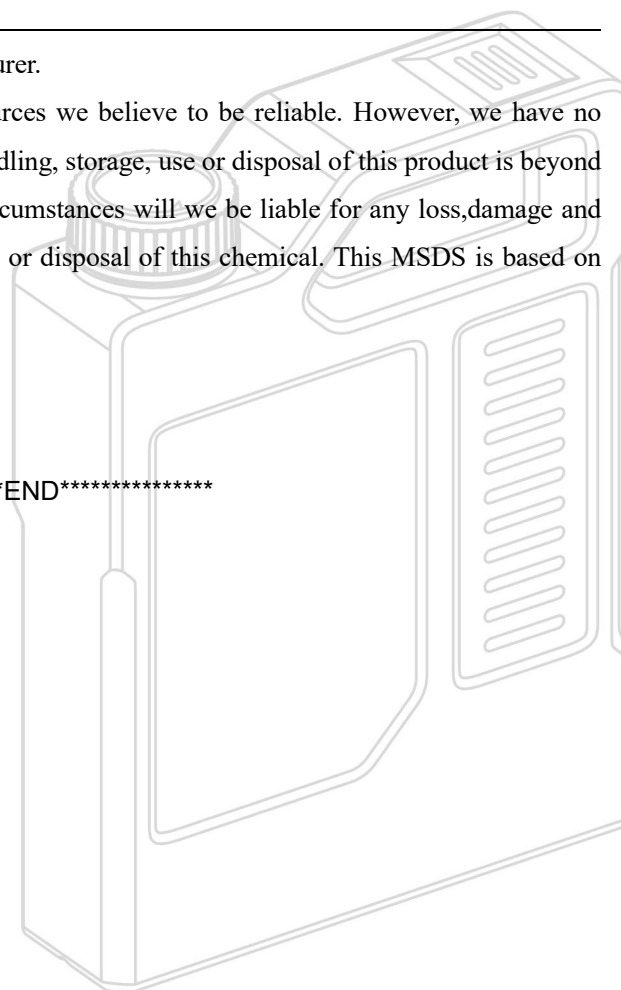 urer.
urces we believe to be reliable. However, we have no
dling, storage, use or disposal of this product is beyond
cumstances will we be liable for any loss,damage and
or disposal of this chemical. This MSDS is based on
*END***************